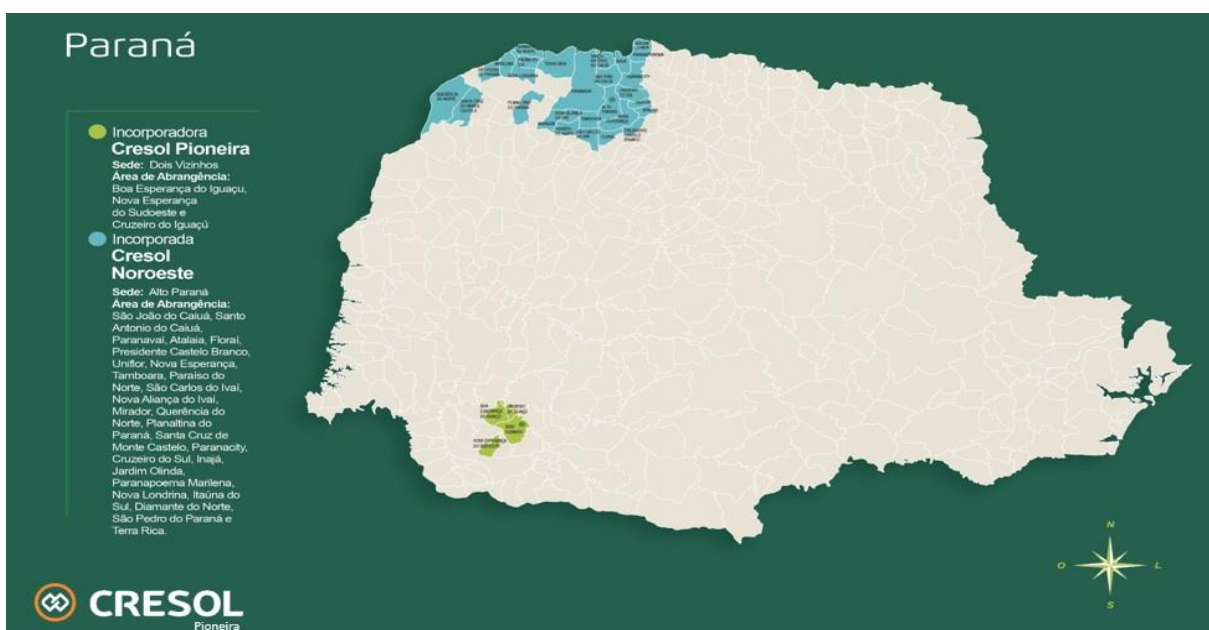 Paraná
Incorporadora
Cresol Pioneira
Sede: Dois Vizinhos
Área de Abrangência:
Boa Esperança do Iguaçu,
Nova Esperança
do Sudoeste e
Cruzeiro do Iguaçú
Incorporada
Cresol
Noroeste
Sede: Alto Paraná
Área de Abrangência:
São João do Caiuá, Santo
Antonio do Caiuá,
Paranavaí, Atalaia, Floraí,
Presidente Castelo Branco,
Uniflor, Nova Esperança,
Tamboara, Paraíso do
Norte, São Carlos do Ivaí,
Nova Aliança do Ivaí,
Mirador, Querência do
Norte, Planaltina do
Paraná, Santa Cruz de
Monte Castelo, Paranacity,
Cruzeiro do Sul, Inajá,
Jardim Olinda,
Paranapoema Marilena,
Nova Londrina, Itaúna do
Sul, Diamante do Norte,
São Pedro do Paraná e
Terra Rica.
CRESOL
Pioneira
N
O
L
S